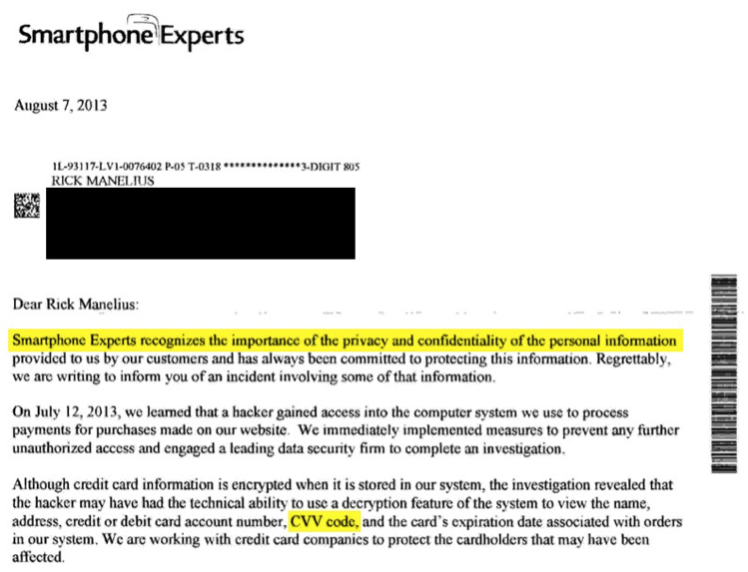 Smartphone Experts
August 7, 2013
1L-93117-LV1-0076402 P-05 T-0318 **************3-DIGIT 805
RICK MANELIUS
Dear Rick Manelius:
Smartphone Experts recognizes the importance of the privacy and confidentiality of the personal information
provided to us by our customers and has always been committed to protecting this information. Regrettably,
we are writing to inform you of an incident involving some of that information.
On July 12, 2013, we learned that a hacker gained access into the computer system we use to process
payments for purchases made on our website. We immediately implemented measures to prevent any further
unauthorized access and engaged a leading data security firm to complete an investigation.
Although credit card information is encrypted when it is stored in our system, the investigation revealed that
the hacker may have had the technical ability to use a decryption feature of the system to view the name,
address, credit or debit card account number, CVV code, and the card's expiration date associated with orders
in our system. We are working with credit card companies to protect the cardholders that may have been
affected.